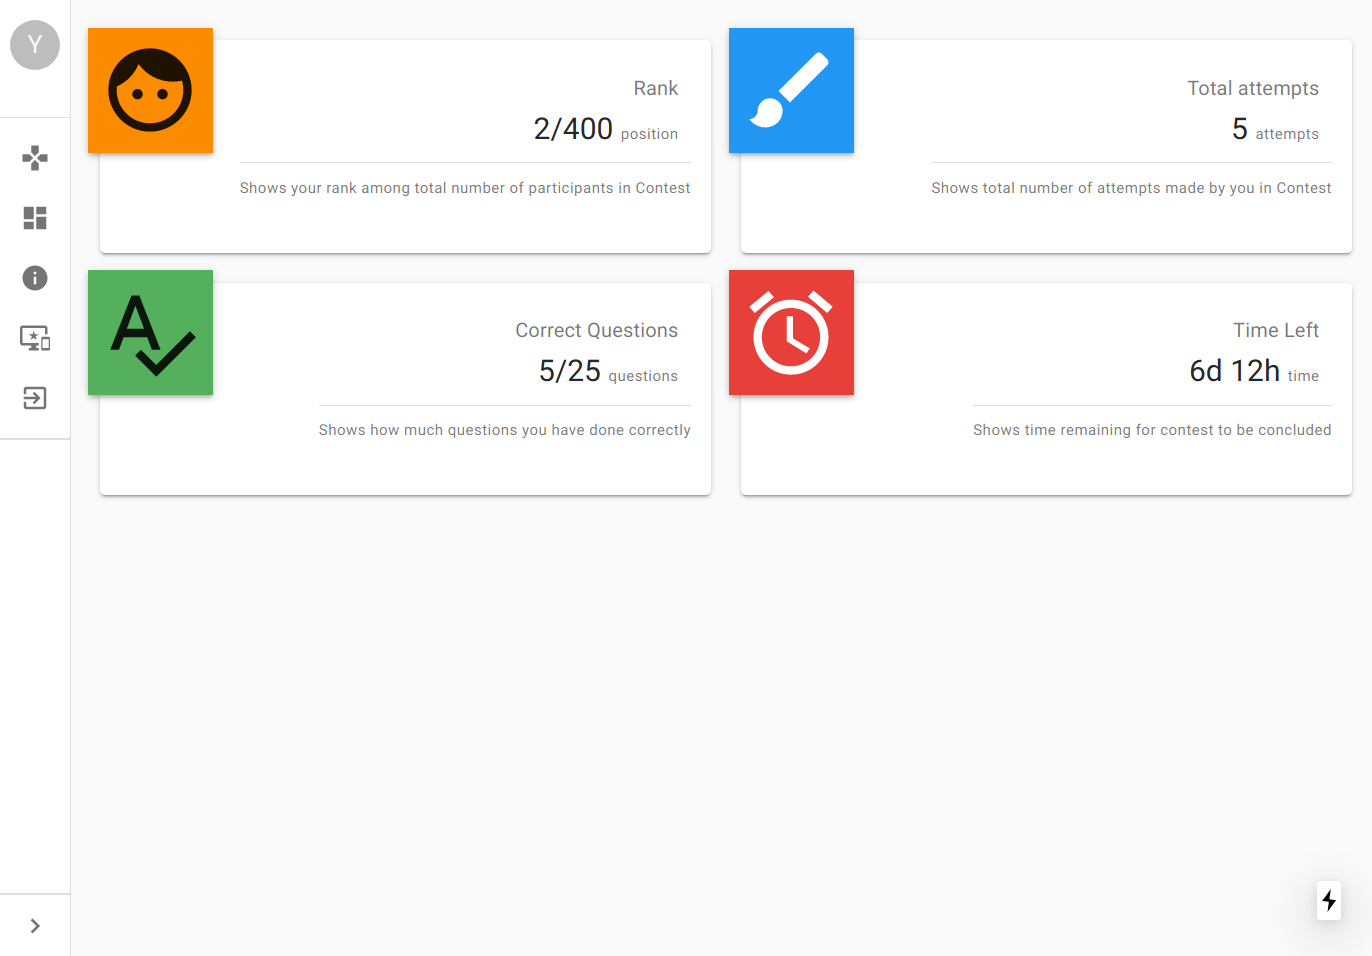 Y
Rank
2/400 position
Shows your rank among total number of participants in Contest
Total attempts
5 attempts
Shows total number of attempts made by you in Contest
Correct Questions
5/25 questions
Shows how much questions you have done correctly
Time Left
6d 12h time
Shows time remaining for contest to be concluded